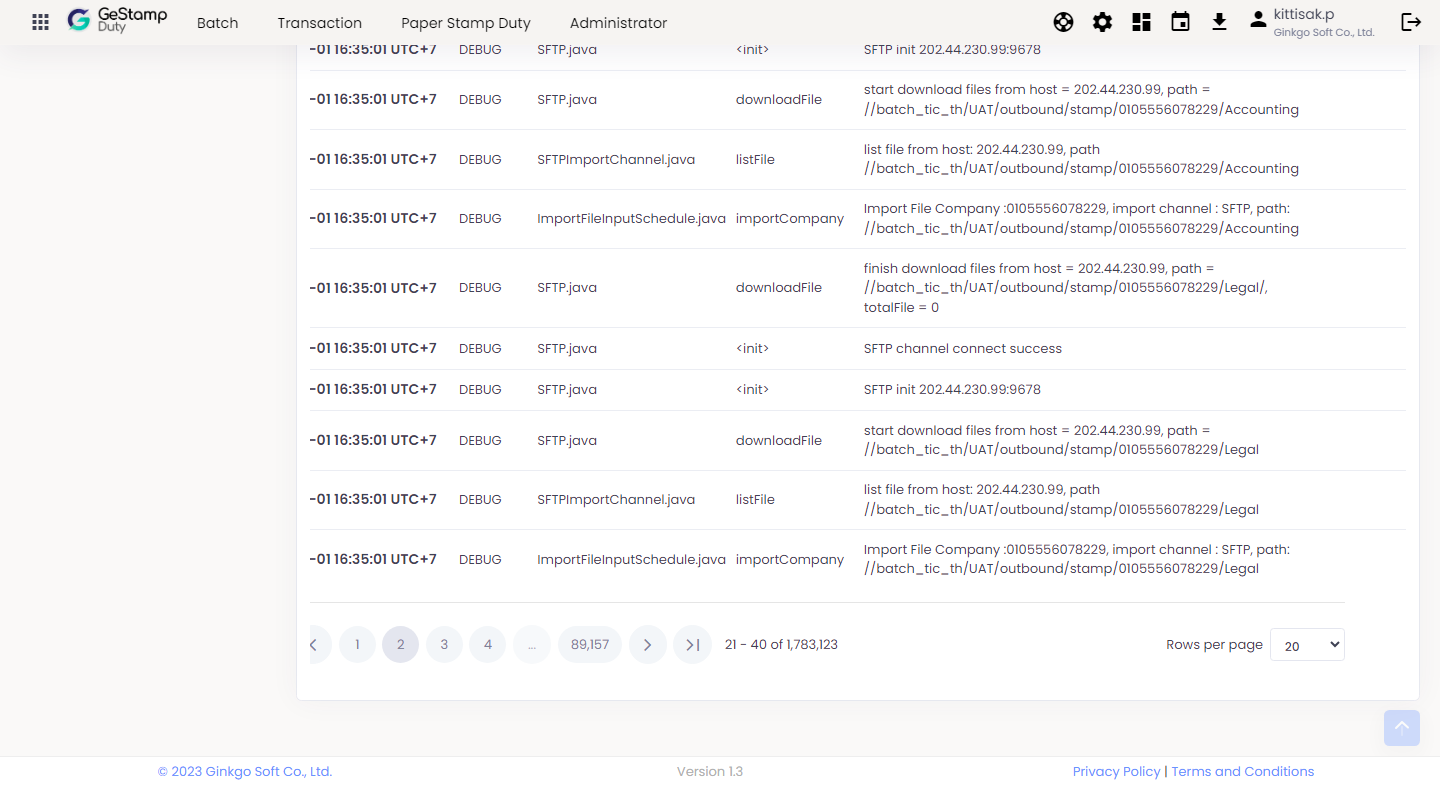 GeStamp
Duty
Batch
Transaction
Paper Stamp Duty
Administrator
kittisak.p
Ginkgo Soft Co., Ltd.
-01 16:35:01 UTC+7 DEBUG SFTP.java <init> SFTP init 202.44.230.99:9678
-01 16:35:01 UTC+7 DEBUG SFTP.java downloadFile start download files from host = 202.44.230.99, path =
//batch_tic_th/UAT/outbound/stamp/0105556078229/Accounting
-01 16:35:01 UTC+7 DEBUG SFTPImportChannel.java listFile list file from host: 202.44.230.99, path
//batch_tic_th/UAT/outbound/stamp/0105556078229/Accounting
-01 16:35:01 UTC+7 DEBUG ImportFileInputSchedule.java importCompany Import File Company :0105556078229, import channel : SFTP, path:
//batch_tic_th/UAT/outbound/stamp/0105556078229/Accounting
-01 16:35:01 UTC+7 DEBUG SFTP.java downloadFile finish download files from host = 202.44.230.99, path =
//batch_tic_th/UAT/outbound/stamp/0105556078229/Legal/,
totalFile = 0
-01 16:35:01 UTC+7 DEBUG SFTP.java <init> SFTP channel connect success
-01 16:35:01 UTC+7 DEBUG SFTP.java <init> SFTP init 202.44.230.99:9678
-01 16:35:01 UTC+7 DEBUG SFTP.java downloadFile start download files from host = 202.44.230.99, path =
//batch_tic_th/UAT/outbound/stamp/0105556078229/Legal
-01 16:35:01 UTC+7 DEBUG SFTPImportChannel.java listFile list file from host: 202.44.230.99, path
//batch_tic_th/UAT/outbound/stamp/0105556078229/Legal
-01 16:35:01 UTC+7 DEBUG ImportFileInputSchedule.java importCompany Import File Company :0105556078229, import channel : SFTP, path:
//batch_tic_th/UAT/outbound/stamp/0105556078229/Legal
1 2 3 4 ... 89,157 21 - 40 of 1,783,123 Rows per page 20
© 2023 Ginkgo Soft Co., Ltd. Version 1.3 Privacy Policy | Terms and Conditions